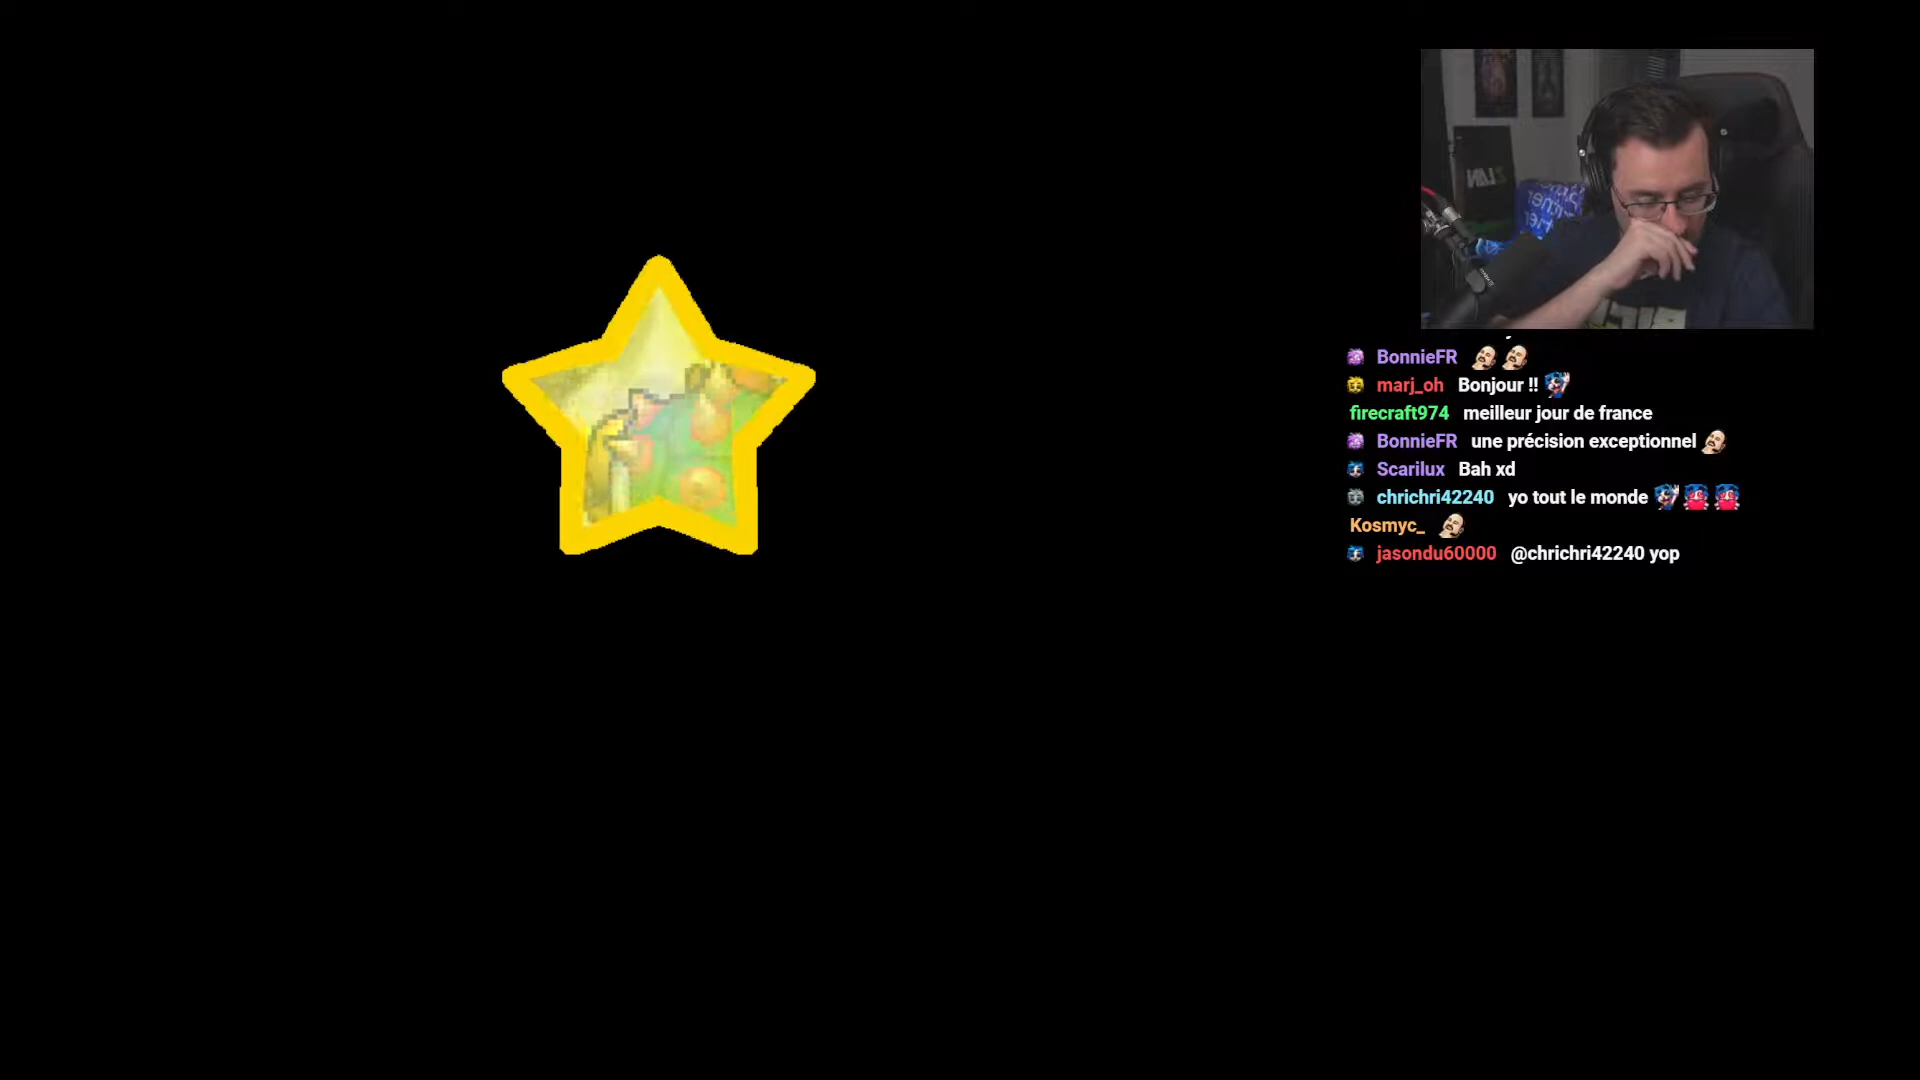 BonnieFR
marj_oh Bonjour !!
firecraft974 meilleur jour de france
BonnieFR une précision exceptionnel
Scarilux Bah xd
chrichri42240 yo tout le monde
Kosmyc_
jasondu60000 @chrichri42240 yop